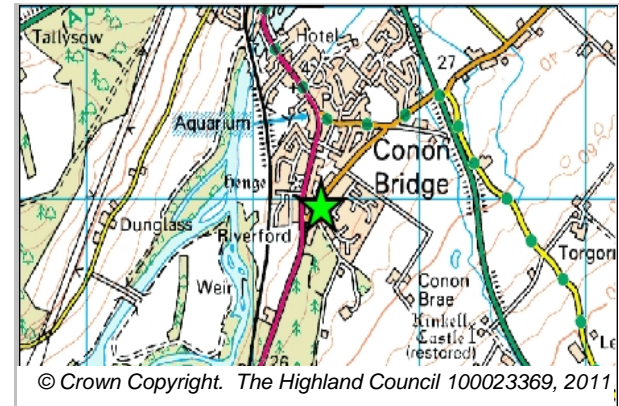 Tallysow
Hotel
27
Aquarium
Conon
Bridge
Henge
Dunglass
Riverford
Weir
Conon
Brae
Kinkell
Castle
(restored)
26
© Crown Copyright. The Highland Council 100023369, 2011